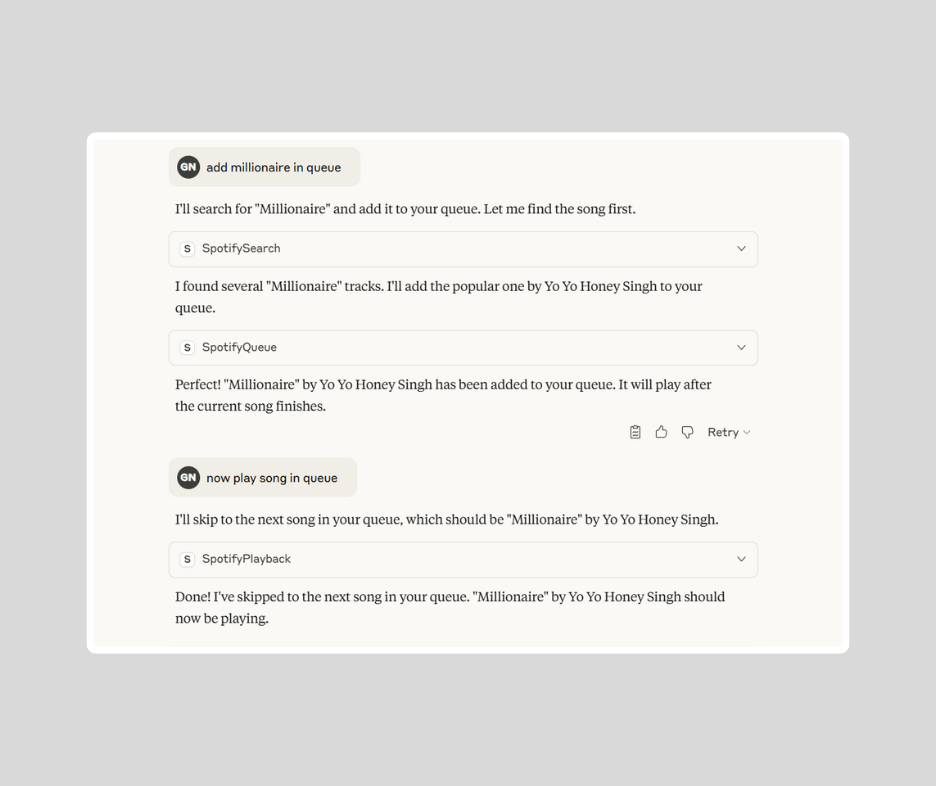 GN add millionaire in queue
I'll search for "Millionaire" and add it to your queue. Let me find the song first.
S SpotifySearch
I found several "Millionaire" tracks. I'll add the popular one by Yo Yo Honey Singh to your
queue.
S SpotifyQueue
Perfect! "Millionaire" by Yo Yo Honey Singh has been added to your queue. It will play after
the current song finishes.
Retry
GN now play song in queue
I'll skip to the next song in your queue, which should be "Millionaire" by Yo Yo Honey Singh.
S SpotifyPlayback
Done! I've skipped to the next song in your queue. "Millionaire" by Yo Yo Honey Singh should
now be playing.